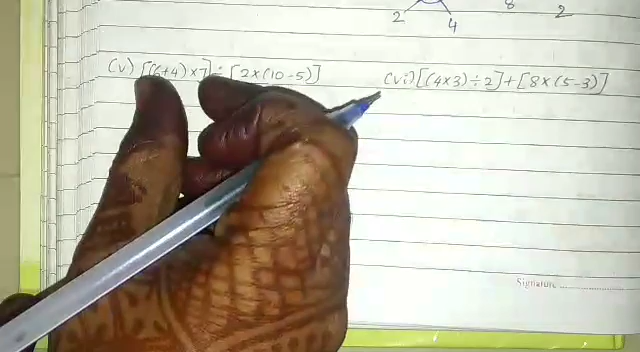 8 2
2 4
(v) [(6+4)×7] ÷ [2×(10-5)] (vi) [(4×3)÷2]+[8×(5-3)]
Signature